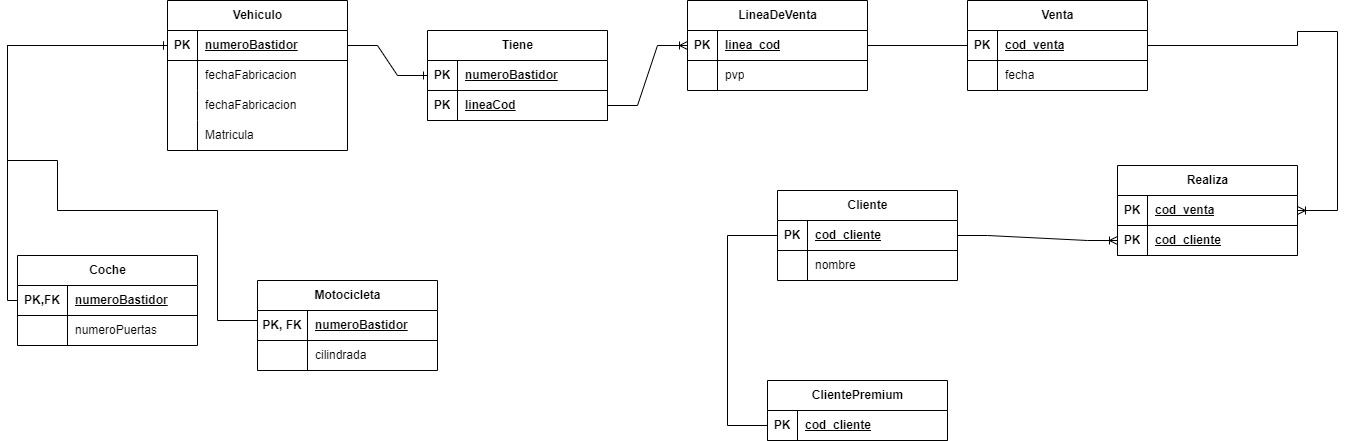 Vehiculo
PK numeroBastidor
fechaFabricacion
fechaFabricacion
Matricula
Tiene
PK numeroBastidor
PK lineaCod
LineaDeVenta
PK linea_cod
pvp
Venta
PK cod_venta
fecha
Realiza
PK cod_venta
PK cod_cliente
Cliente
PK cod_cliente
nombre
Coche
PK,FK numeroBastidor
numeroPuertas
Motocicleta
PK, FK numeroBastidor
cilindrada
ClientePremium
PK cod_cliente